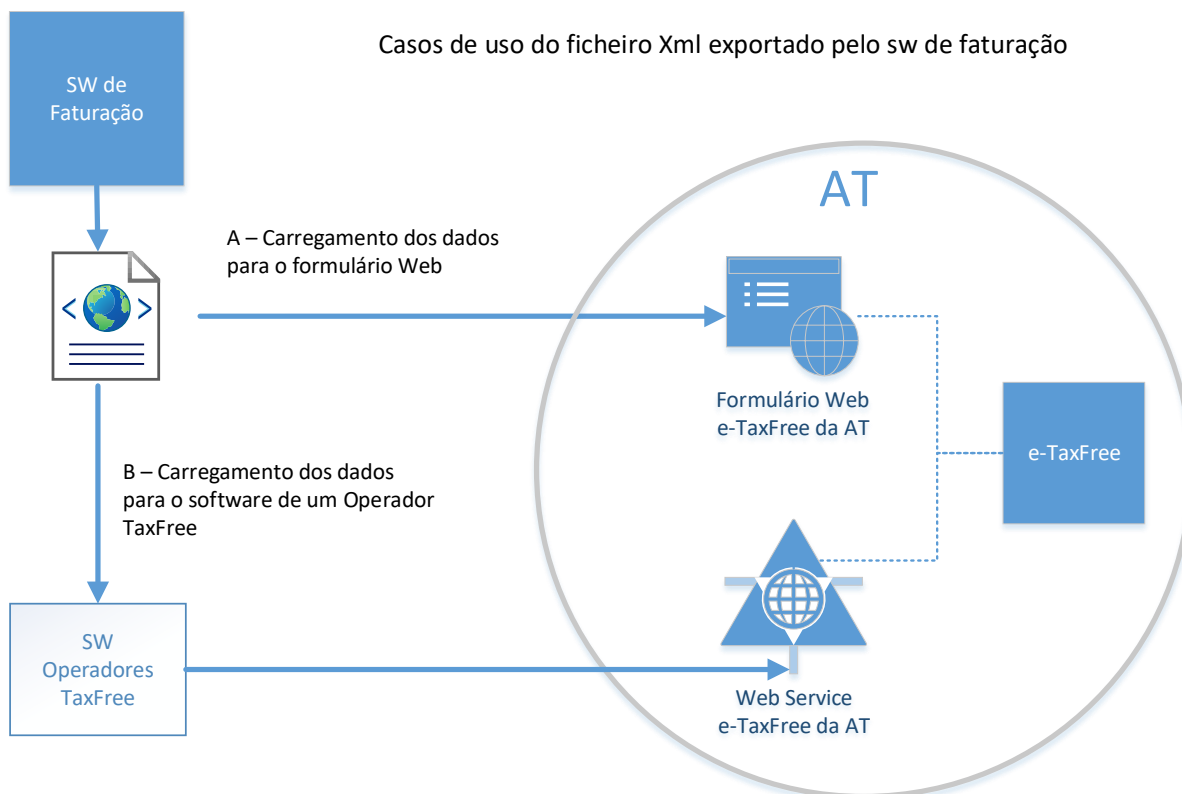 Casos de uso do ficheiro Xml exportado pelo sw de faturação
SW de
Faturação
AT
A – Carregamento dos dados
para o formulário Web
Formulário Web
e-TaxFree da AT
e-TaxFree
B – Carregamento dos dados
para o software de um Operador
TaxFree
SW
Operadores
TaxFree
Web Service
e-TaxFree da AT